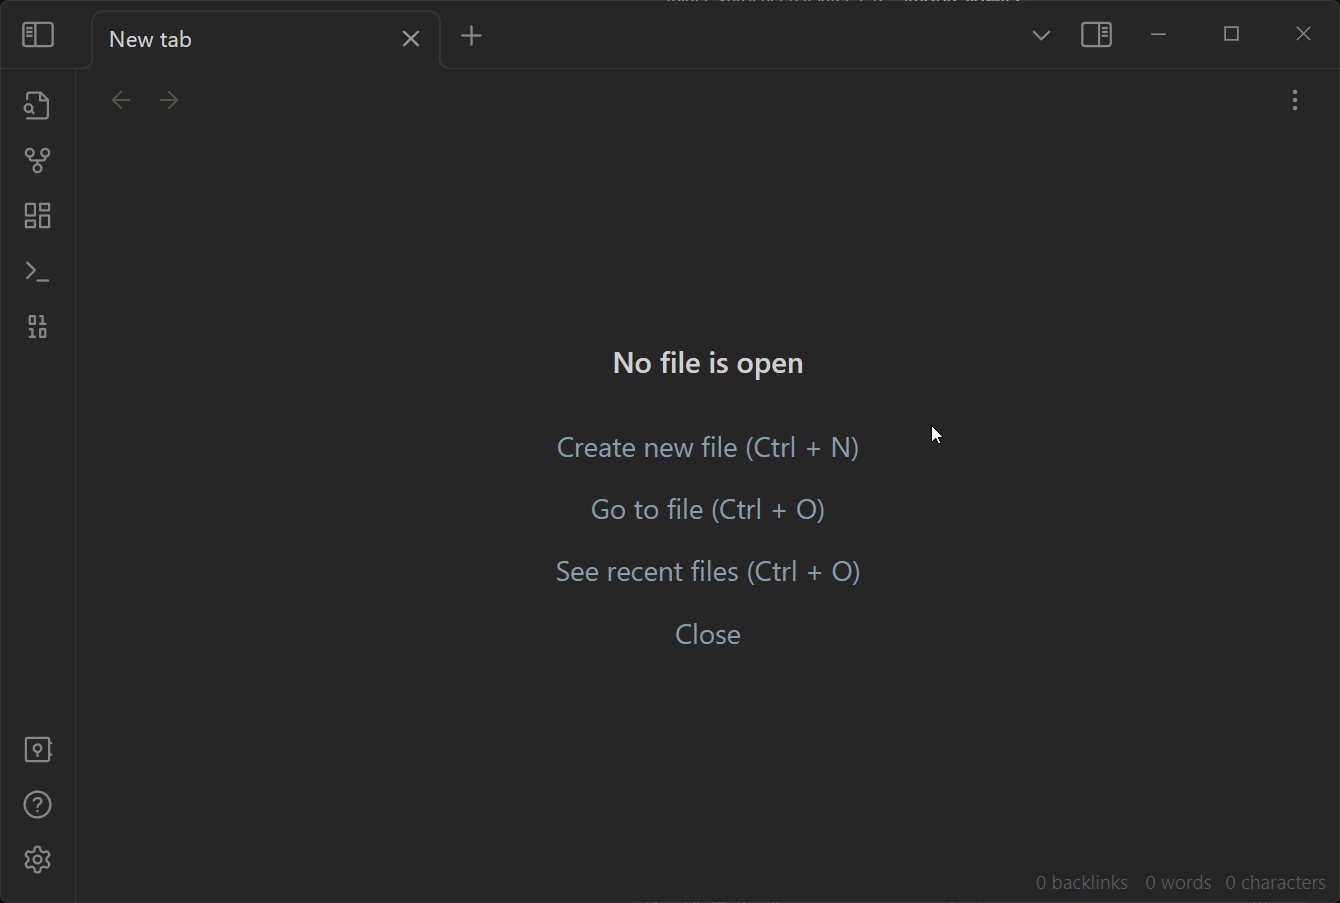 New tab
No file is open
Create new file (Ctrl + N)
Go to file (Ctrl + O)
See recent files (Ctrl + O)
Close
0 backlinks 0 words 0 characters